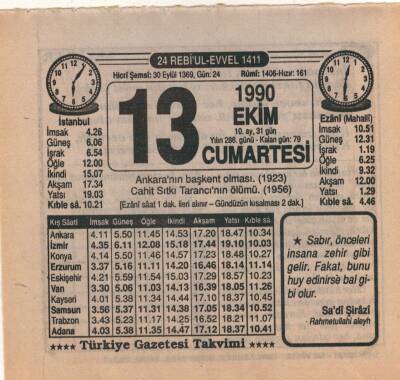 24 REBİ'UL-EVVEL 1411
Hicrî Şemsî: 30 Eylül 1369, Gün: 24 Rûmî: 1406-Hızır: 161
13
1990
EKİM
10. ay, 31 gün
Yılın 286. günü - Kalan gün: 79
CUMARTESİ
İstanbul
İmsak 4.26
Güneş 6.06
İşrak 6.54
Öğle 12.00
İkindi 15.07
Akşam 17.34
Yatsı 19.03
Kıble sâ. 10.21
Ezânî (Mahallî)
İmsak 10.51
Güneş 12.31
İşrak 1.19
Öğle 6.25
İkindi 9.32
Akşam 12.00
Yatsı 1.29
Kıble sâ. 4.46
Ankara'nın başkent olması. (1923)
Cahit Sıtkı Tarancı'nın ölümü. (1956)
[Ezânî sâat 1 dak. ileri alınır – Gündüzün kısalması 2 dak.]
Kış Sâati İmsak Güneş Öğle İkindi Akşam Yatsı Kıble sâ.
Ankara 4.11 5.50 11.45 14.53 17.20 18.47 10.34
İzmir 4.35 6.11 12.08 15.18 17.44 19.10 10.03
Konya 4.14 5.50 11.46 14.57 17.23 18.48 10.27
Erzurum 3.37 5.16 11.11 14.20 16.46 18.14 11.14
Eskişehir 4.21 5.59 11.54 15.03 17.29 18.57 10.23
Van 3.30 5.06 11.03 14.13 16.39 18.05 11.26
Kayseri 4.01 5.38 11.34 14.44 17.10 18.37 10.45
Samsun 3.56 5.37 11.31 14.38 17.05 18.34 10.52
Trabzon 3.43 5.23 11.17 14.25 16.52 18.21 11.07
Adana 4.03 5.38 11.35 14.47 17.12 18.37 10.41
★ Sabır, önceleri
insana zehir gibi
gelir. Fakat, bunu
huy edinirse bal gi-
bi olur.
Sa'dî Şirâzî
- Rahmetullahi aleyh
★★★★ Türkiye Gazetesi Takvimi ★★★★